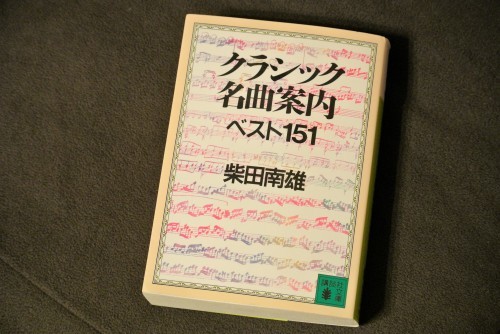 クラシック
名曲案内
ベスト151
柴田南雄